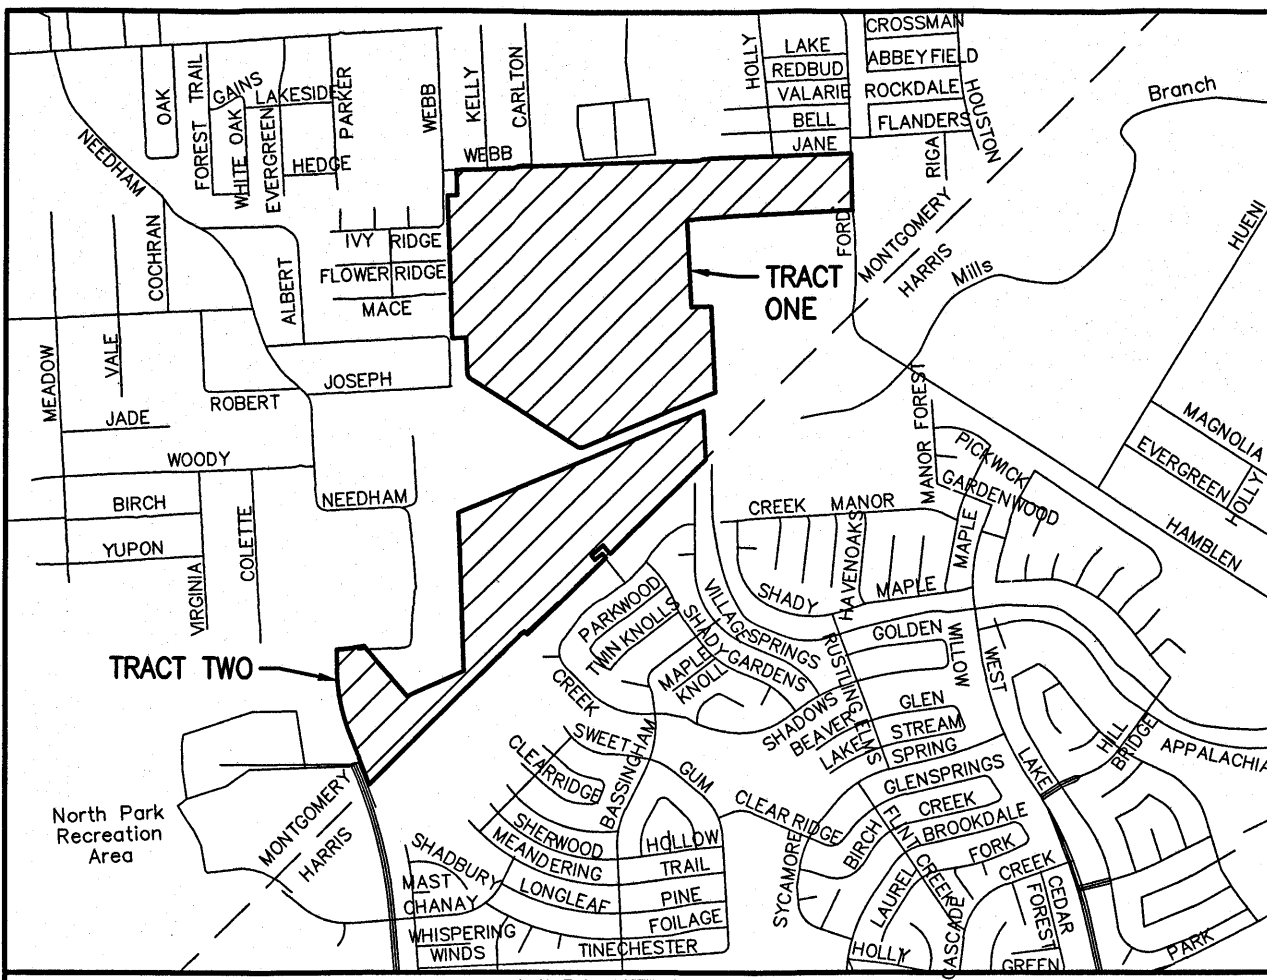 CROSSMAN
LAKE
ABBEYFIELD
REDBUD
HOLLY
VALARIE
ROCKDALE
HOUSTON
BELL
FLANDERS
JANE
RIGA
Branch
OAK
FOREST TRAIL
GAINS
LAKESIDE
PARKER
WHITE OAK
EVERGREEN
HEDGE
WEBB
KELLY
CARLTON
WEBB
NEEDHAM
COCHRAN
ALBERT
IVY RIDGE
FLOWER RIDGE
MACE
FORD
MONTGOMERY
HARRIS
Mills
HUENI
TRACT
ONE
MEADOW
VALE
JOSEPH
ROBERT
JADE
WOODY
BIRCH
NEEDHAM
YUPON
COLETTE
VIRGINIA
MANOR FOREST
PICKWICK
GARDENWOOD
MAGNOLIA
EVERGREEN
HOLLY
HAMBLEN
CREEK MANOR
HAVENOAKS
MAPLE
MAPLE
SHADY
PARKWOOD
TWIN KNOLLS
VILLAGE SPRINGS
SHADY GARDENS
MAPLE
KNOLL
RUSTLING ELMS
GOLDEN
WILLOW
WEST
LAKE
TRACT TWO
CREEK
SHADOWS
BEAVER
LAKE
GLEN
STREAM
SPRING
HILL
BRIDGE
APPALACHIA
SWEET
GUM
BASSINGHAM
CLEARRIDGE
GLENSPRINGS
CREEK
BROOKDALE
FORK
CREEK
CLEAR RIDGE
North Park
Recreation
Area
MONTGOMERY
HARRIS
SHERWOOD
MEANDERING
HOLLOW
TRAIL
SHADBURY
MAST
CHANAY
LONGLEAF
PINE
FOILAGE
WHISPERING
WINDS
TINECHESTER
SYCAMORE
BIRCH
FLINT CREEK
LAUREL
CASCADE
HOLLY
CEDAR
FOREST
GREEN
PARK